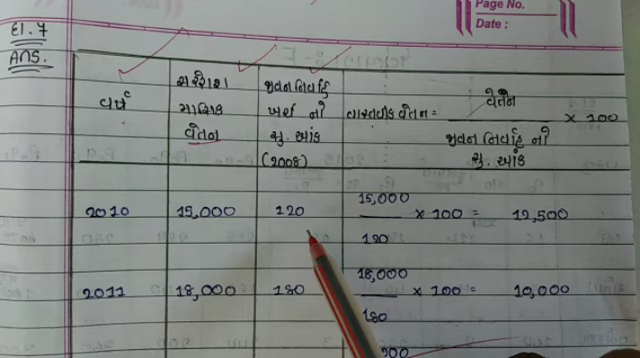 Page No.
Date :
દા. 7
Ans.
વર્ષ
સરેરાશ માસિક વેતન
જીવન નિર્વાહ ખર્ચ નો સુ. આંક (2008)
વાસ્તવિક વેતન = વેતન / જીવન નિર્વાહ નો સુ. આંક × 100
2010 15,000 120 15,000 / 120 × 100 = 12,500
2011 18,000 180 18,000 / 180 × 100 = 10,000